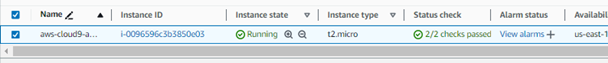 Name Instance ID Instance state Instance type Status check Alarm status Availabil
aws-cloud9-a... i-0096596c3b3850e03 Running t2.micro 2/2 checks passed View alarms us-east-1